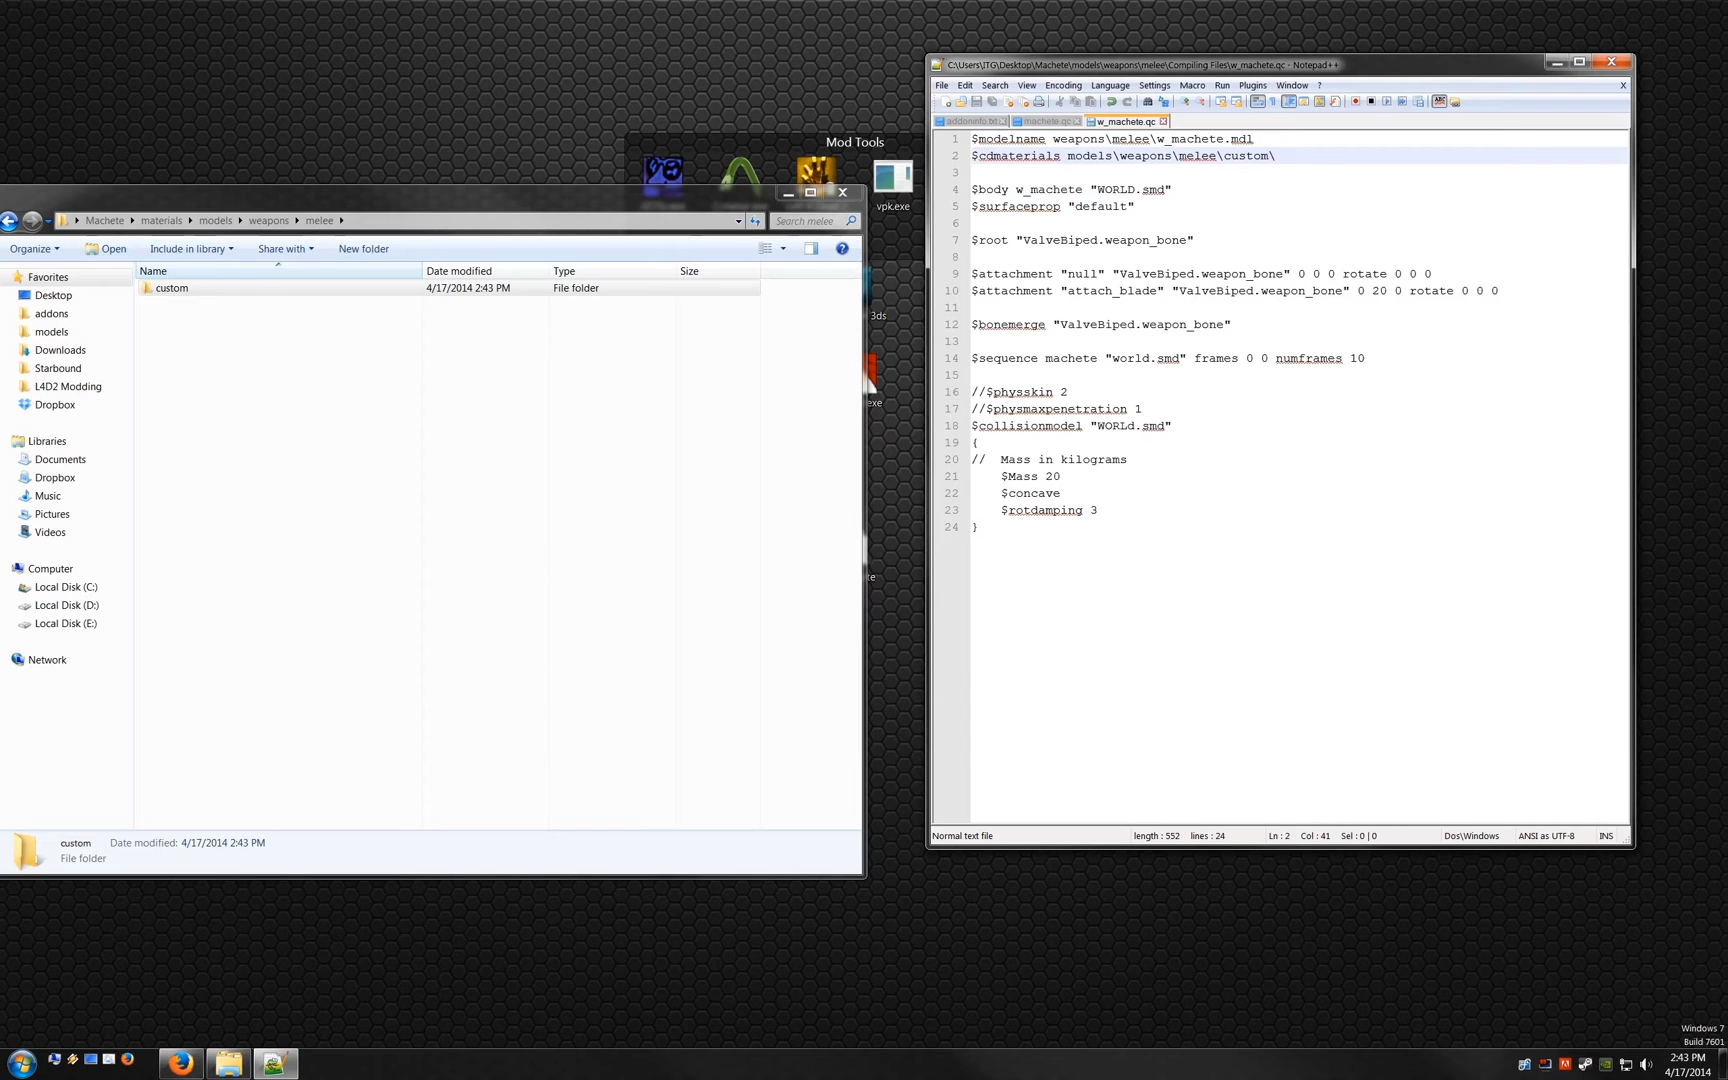 Mod Tools
vpk.exe
3ds
exe
te
Machete materials models weapons melee
Search melee
Organize Open Include in library Share with New folder
Name Date modified Type Size
custom 4/17/2014 2:43 PM File folder
Favorites
Desktop
addons
models
Downloads
Starbound
L4D2 Modding
Dropbox
Libraries
Documents
Dropbox
Music
Pictures
Videos
Computer
Local Disk (C:)
Local Disk (D:)
Local Disk (E:)
Network
custom Date modified: 4/17/2014 2:43 PM
File folder
C:\Users\ITG\Desktop\Machete\models\weapons\melee\Compiling Files\w_machete.qc - Notepad++
File Edit Search View Encoding Language Settings Macro Run Plugins Window ? X
addoninfo.txt machete.qc w_machete.qc
1 $modelname weapons\melee\w_machete.mdl
2 $cdmaterials models\weapons\melee\custom\
3
4 $body w_machete "WORLD.smd"
5 $surfaceprop "default"
6
7 $root "ValveBiped.weapon_bone"
8
9 $attachment "null" "ValveBiped.weapon_bone" 0 0 0 rotate 0 0 0
10 $attachment "attach_blade" "ValveBiped.weapon_bone" 0 20 0 rotate 0 0 0
11
12 $bonemerge "ValveBiped.weapon_bone"
13
14 $sequence machete "world.smd" frames 0 0 numframes 10
15
16 //$physskin 2
17 //$physmaxpenetration 1
18 $collisionmodel "WORLd.smd"
19 {
20 // Mass in kilograms
21 $Mass 20
22 $concave
23 $rotdamping 3
24 }
Normal text file length : 552 lines : 24 Ln : 2 Col : 41 Sel : 0 | 0 Dos\Windows ANSI as UTF-8 INS
Windows 7
Build 7601
2:43 PM
4/17/2014